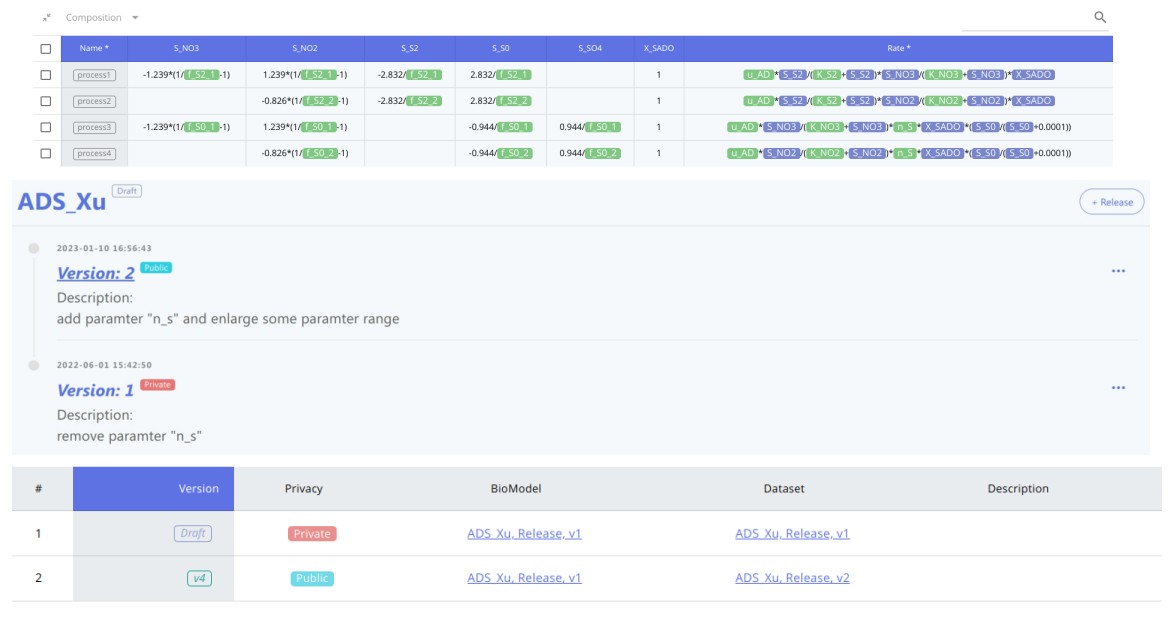 Composition
Name * S_NO3 S_NO2 S_S2 S_S0 S_SO4 X_SADO Rate *
process1 -1.239*(1/ f_S2_1 -1) 1.239*(1/ f_S2_1 -1) -2.832/ f_S2_1 2.832/ f_S2_1 1 u_AD * S_S2 /( K_S2 + S_S2 )* S_NO3 /( K_NO3 + S_NO3 )* X_SADO
process2 -0.826*(1/ f_S2_2 -1) -2.832/ f_S2_2 2.832/ f_S2_2 1 u_AD * S_S2 /( K_S2 + S_S2 )* S_NO2 /( K_NO2 + S_NO2 )* X_SADO
process3 -1.239*(1/ f_S0_1 -1) 1.239*(1/ f_S0_1 -1) -0.944/ f_S0_1 0.944/ f_S0_1 1 u_AD * S_NO3 /( K_NO3 + S_NO3 )* n_S * X_SADO *( S_S0 /( S_S0 +0.0001))
process4 -0.826*(1/ f_S0_2 -1) -0.944/ f_S0_2 0.944/ f_S0_2 1 u_AD * S_NO2 /( K_NO2 + S_NO2 )* n_S * X_SADO *( S_S0 /( S_S0 +0.0001))
ADS_Xu Draft + Release
2023-01-10 16:56:43
Version: 2 Public
Description:
add paramter "n_s" and enlarge some paramter range
2022-06-01 15:42:50
Version: 1 Private
Description:
remove paramter "n_s"
# Version Privacy BioModel Dataset Description
1 Draft Private ADS_Xu, Release, v1 ADS_Xu, Release, v1
2 v4 Public ADS_Xu, Release, v1 ADS_Xu, Release, v2